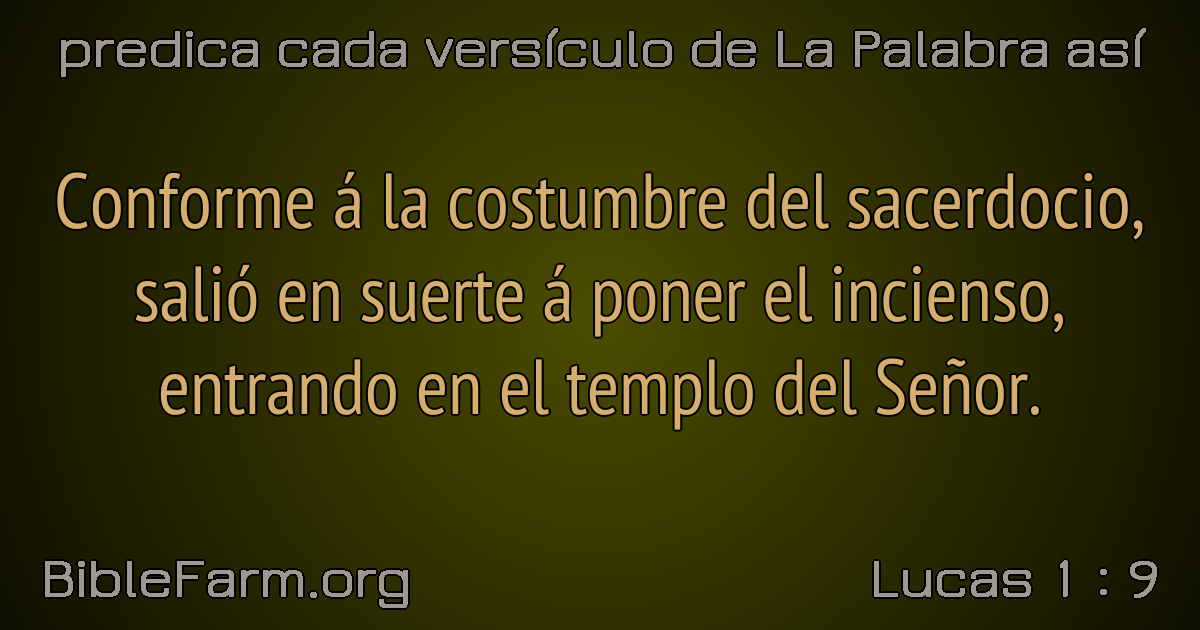 predica cada versículo de La Palabra así
Conforme á la costumbre del sacerdocio,
salió en suerte á poner el incienso,
entrando en el templo del Señor.
BibleFarm.org
Lucas 1 : 9